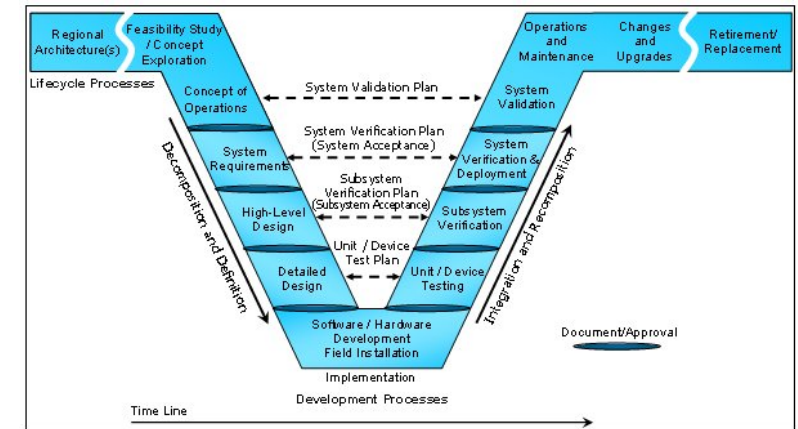 Regional
Architecture(s)
Feasibility Study
/ Concept
Exploration
Operations
and
Maintenance
Changes
and
Upgrades
Retirement/
Replacement
Lifecycle Processes
Concept of
Operations
System Validation Plan
System
Validation
System
Requirements
System Verification Plan
(System Acceptance)
System
Verification &
Deployment
High-Level
Design
Subsystem
Verification Plan
(Subsystem Acceptance)
Subsystem
Verification
Detailed
Design
Unit / Device
Test Plan
Unit / Device
Testing
Decomposition and Definition
Integration and Recomposition
Software / Hardware
Development
Field Installation
Implementation
Document/Approval
Development Processes
Time Line